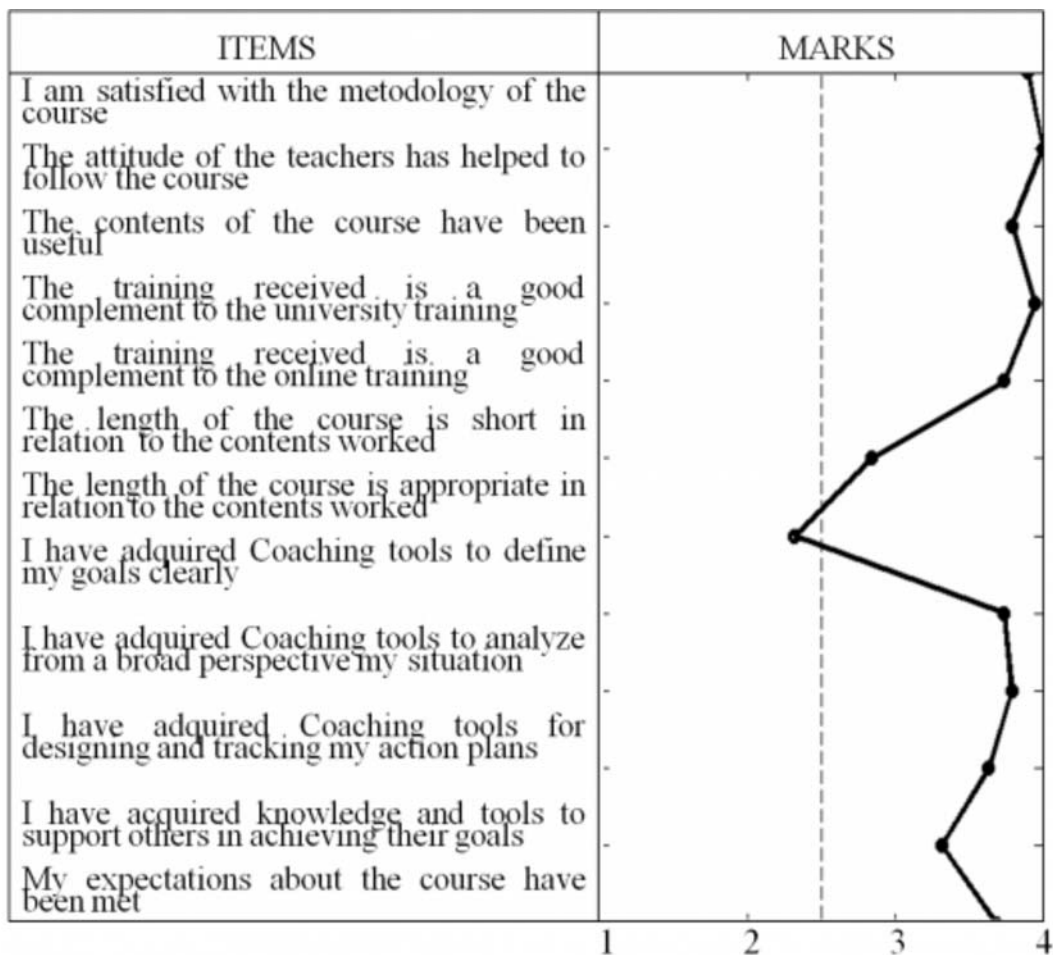 ITEMS
MARKS
I am satisfied with the metodology of the
course
The attitude of the teachers has helped to
follow the course
The contents of the course have been
useful
The training received is a good
complement to the university training
The training received is a good
complement to the online training
The length of the course is short in
relation to the contents worked
The length of the course is appropriate in
relation to the contents worked
I have adquired Coaching tools to define
my goals clearly
I have adquired Coaching tools to analyze
from a broad perspective my situation
I have adquired Coaching tools for
designing and tracking my action plans
I have acquired knowledge and tools to
support others in achieving their goals
My expectations about the course have
been met
1 2 3 4